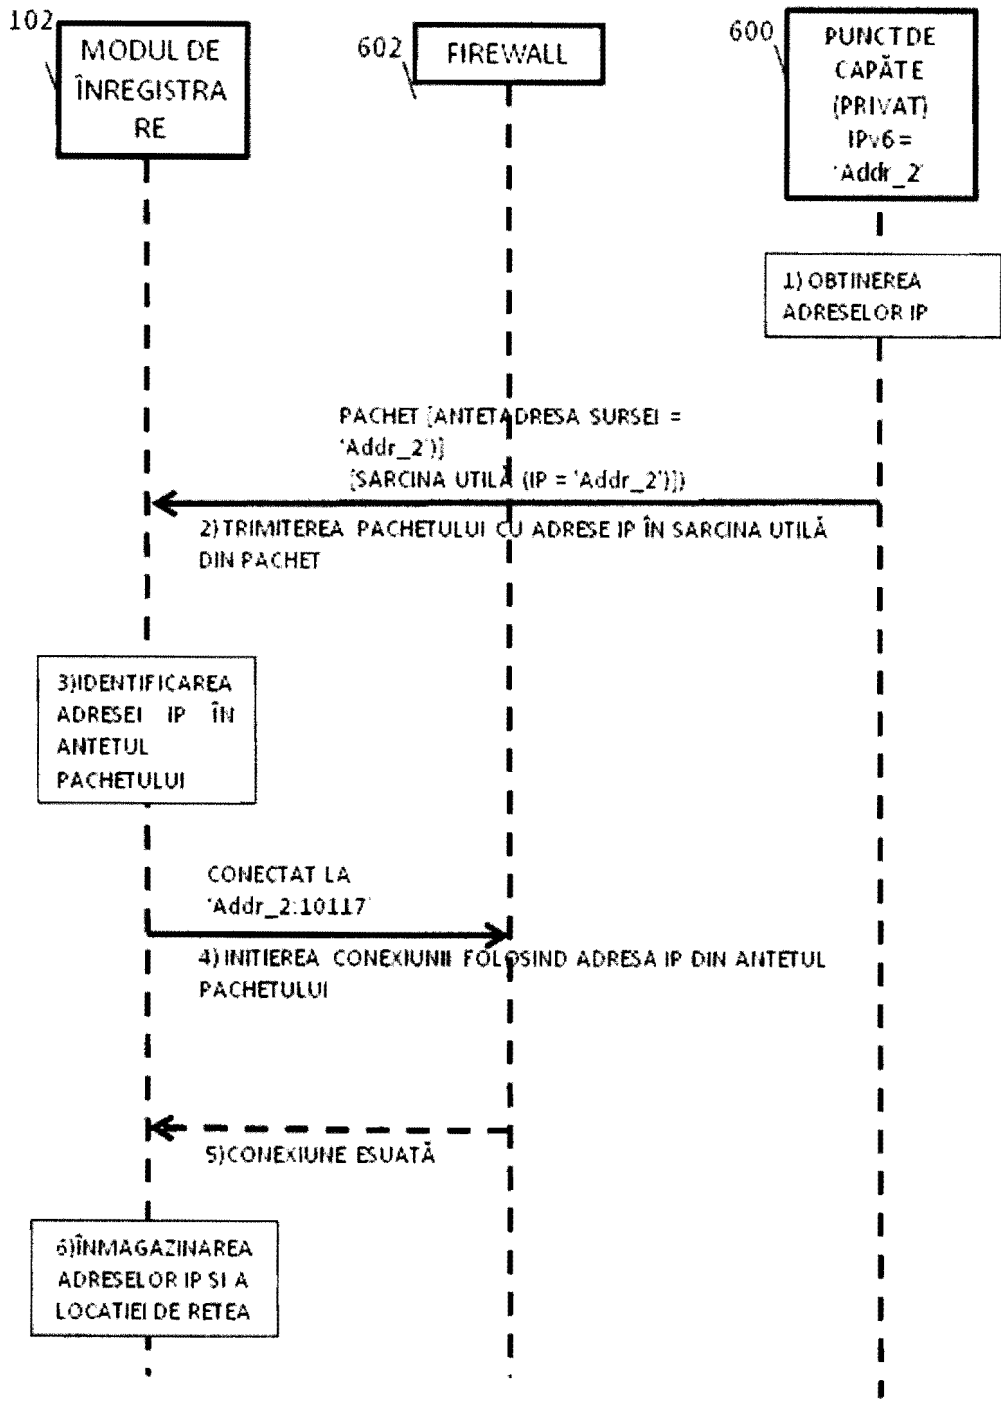 102
MODUL DE
ÎNREGISTRA
RE
602
FIREWALL
600
PUNCT DE
CAPĂTE
(PRIVAT)
IPv6 =
'Addr_2'
1) OBTINEREA
ADRESELOR IP
PACHET [ANTETADRESA SURSEI =
'Addr_2')]
[SARCINA UTILĂ (IP = 'Addr_2')])
2) TRIMITEREA PACHETULUI CU ADRESE IP ÎN SARCINA UTILĂ
DIN PACHET
3)IDENTIFICAREA
ADRESEI IP ÎN
ANTETUL
PACHETULUI
CONECTAT LA
'Addr_2:10117'
4) INITIEREA CONEXIUNII FOLOSIND ADRESA IP DIN ANTETUL
PACHETULUI
5)CONEXIUNE ESUATĂ
6)ÎNMAGAZINAREA
ADRESELOR IP SI A
LOCATIEI DE RETEA